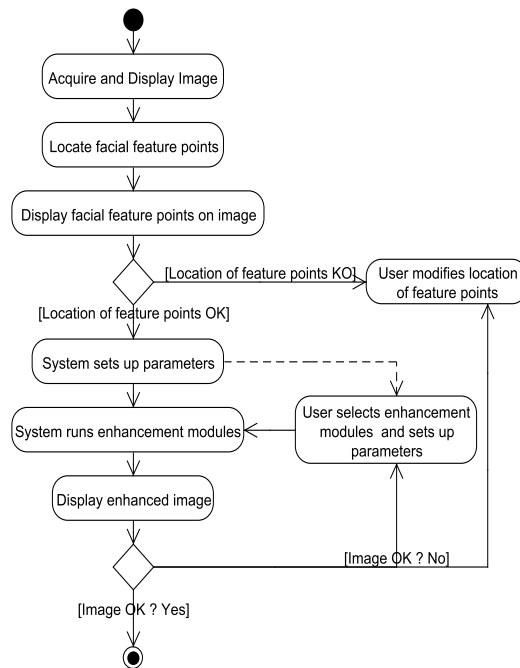 Acquire and Display Image
Locate facial feature points
Display facial feature points on image
[Location of feature points KO]
User modifies location
of feature points
[Location of feature points OK]
System sets up parameters
User selects enhancement
modules and sets up
parameters
System runs enhancement modules
Display enhanced image
[Image OK ? No]
[Image OK ? Yes]